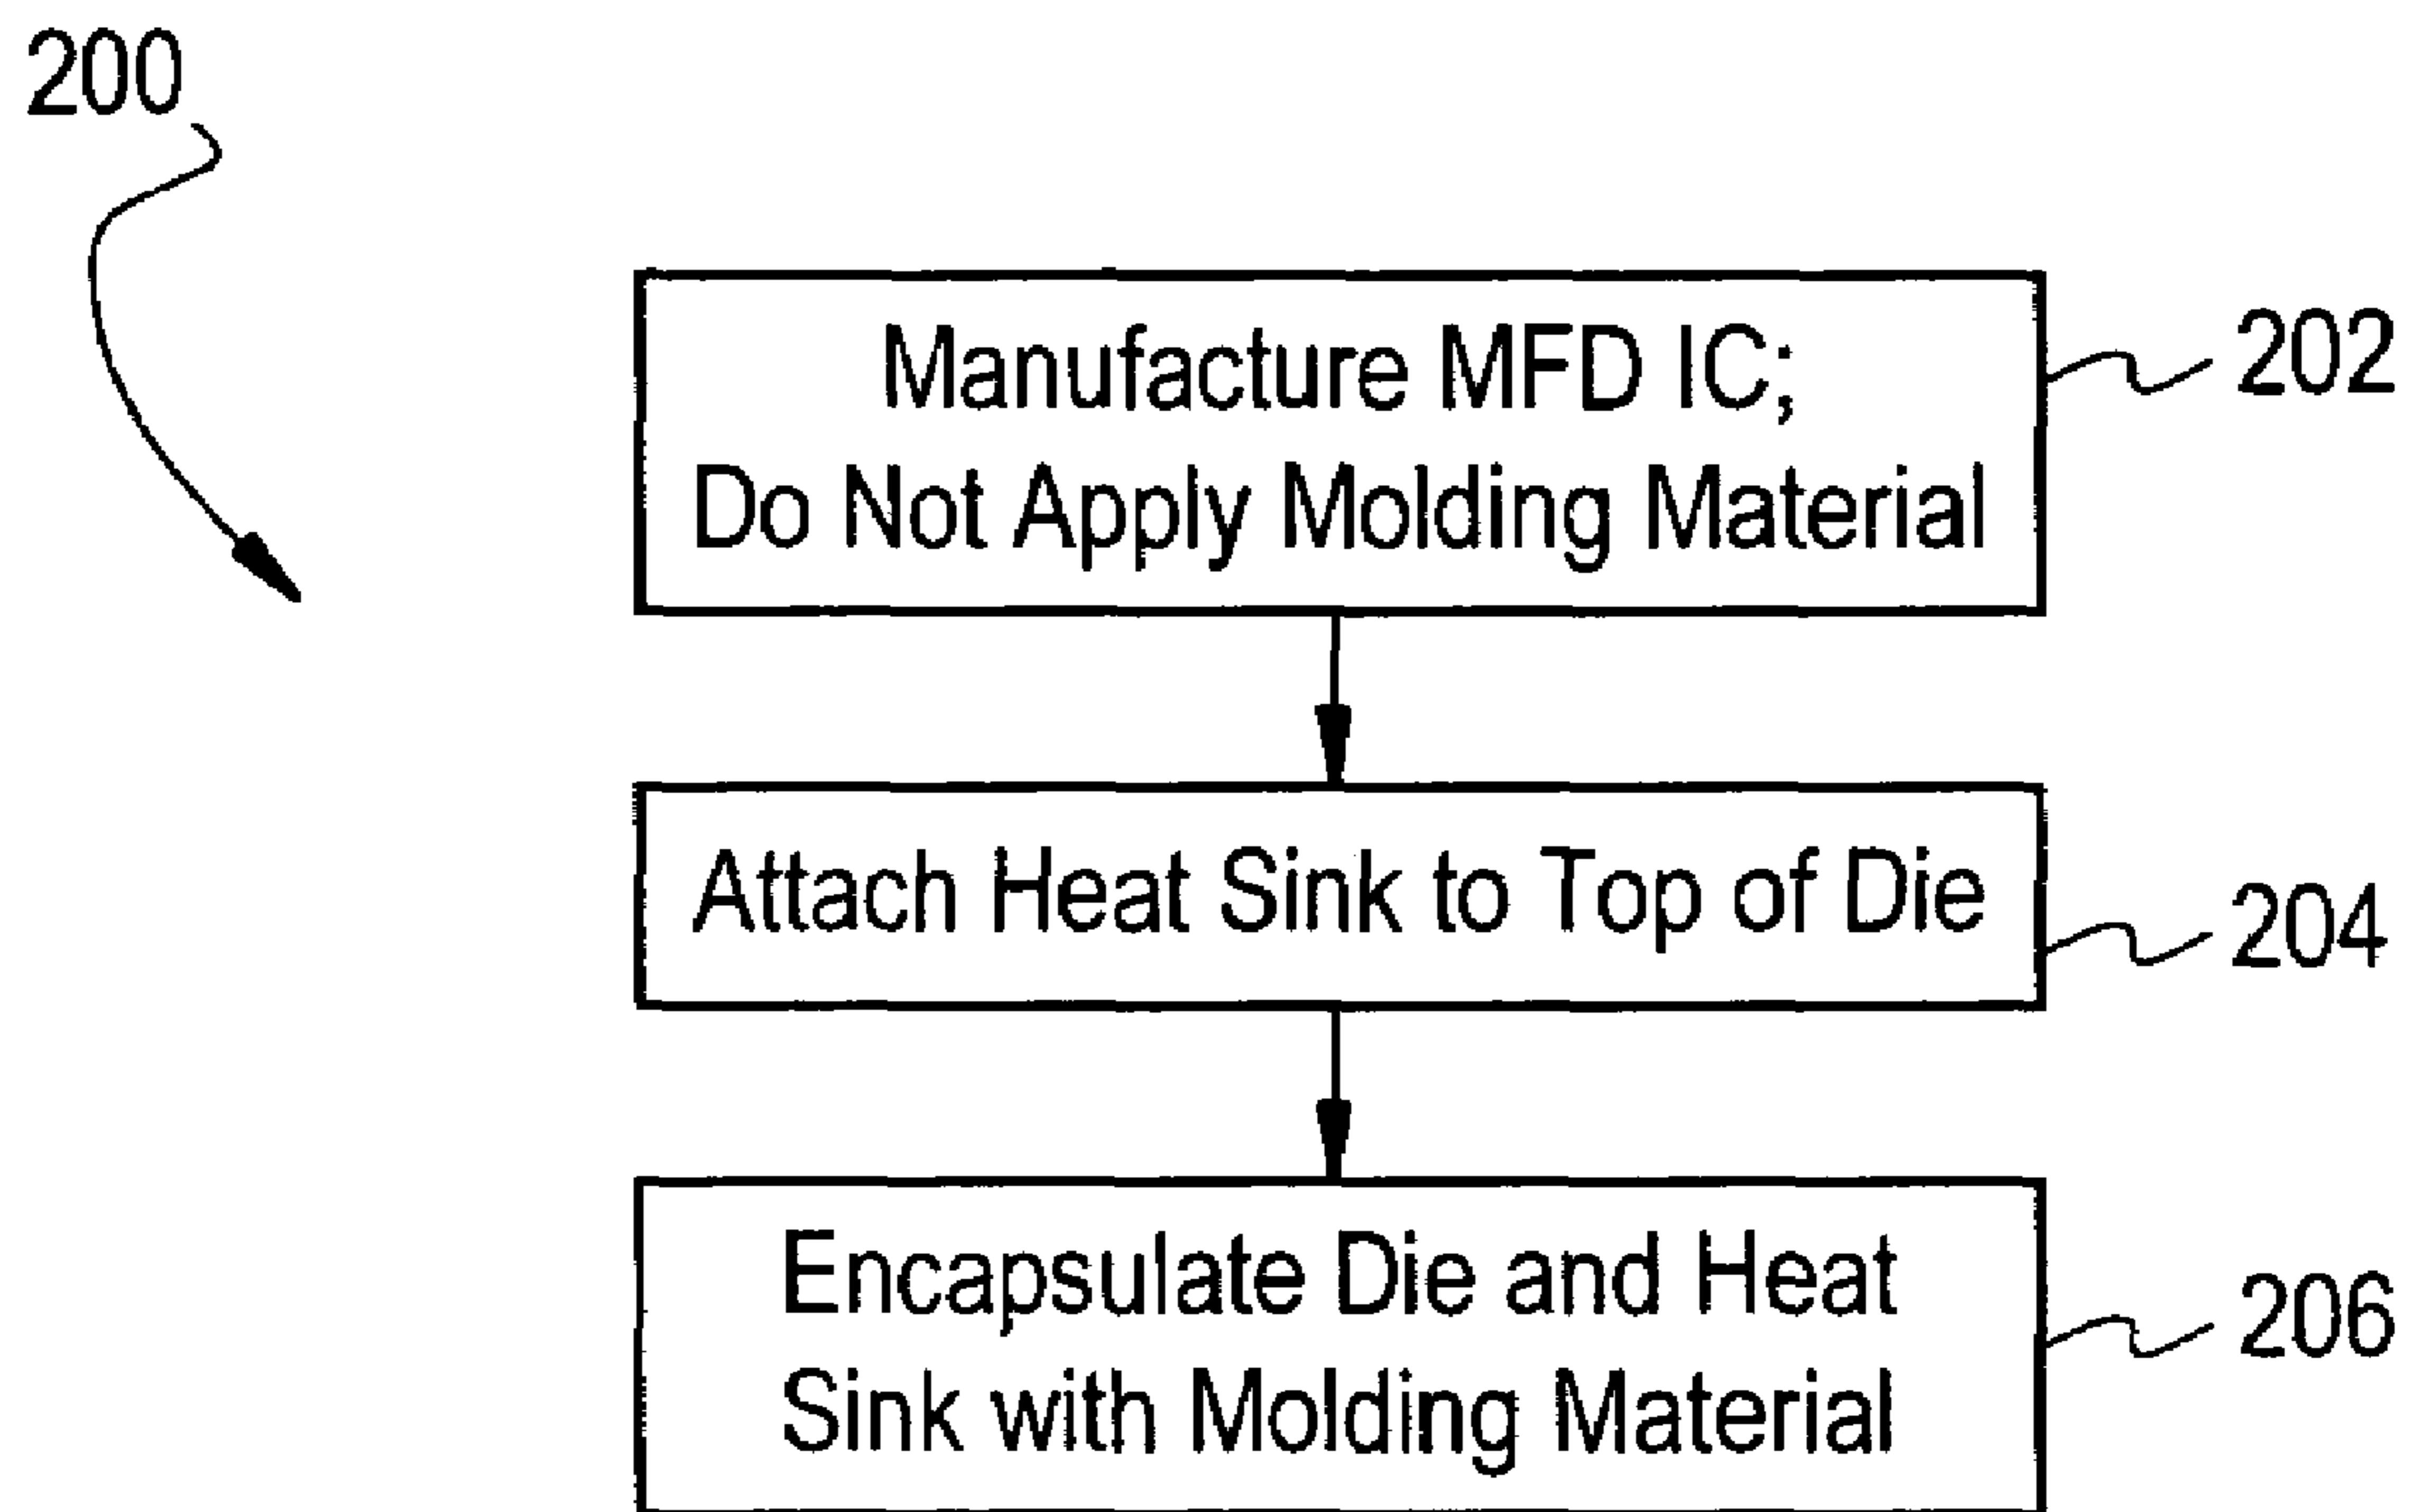 200
Manufacture MFD IC;
Do Not Apply Molding Material
202
Attach Heat Sink to Top of Die
204
Encapsulate Die and Heat
Sink with Molding Material
206